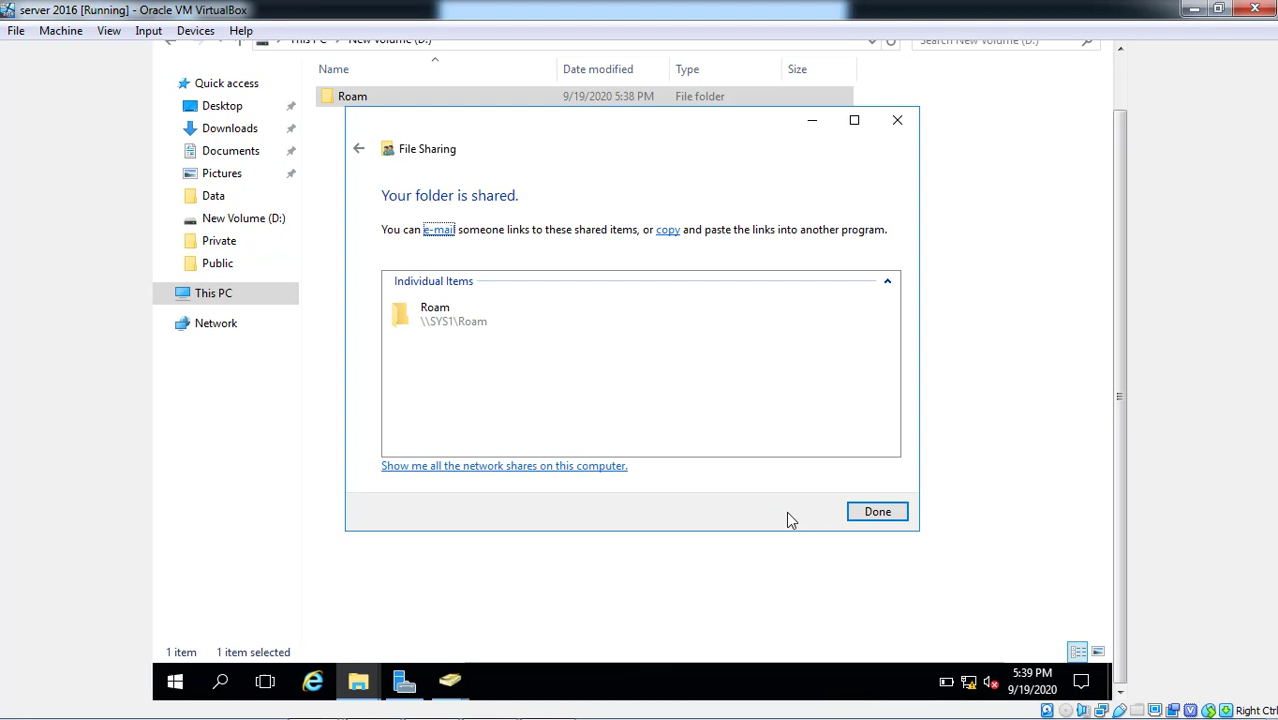 server 2016 [Running] - Oracle VM VirtualBox
File Machine View Input Devices Help
This PC New Volume (D:) Search New Volume (D:)
Name Date modified Type Size
Quick access
Roam 9/19/2020 5:38 PM File folder
Desktop
Downloads
Documents
Pictures
Data
New Volume (D:)
Private
Public
This PC
Network
File Sharing
Your folder is shared.
You can e-mail someone links to these shared items, or copy and paste the links into another program.
Individual Items
Roam
\\SYS1\Roam
Show me all the network shares on this computer.
Done
1 item 1 item selected
5:39 PM
9/19/2020
Right Ctrl